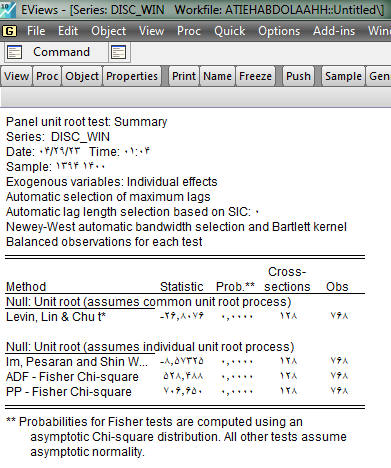 EViews - [Series: DISC_WIN Workfile: ATIEHABDOLAAHH::Untitled\]
File Edit Object View Proc Quick Options Add-ins Win
Command
View Proc Object Properties Print Name Freeze Push Sample Gen
Panel unit root test: Summary
Series: DISC_WIN
Date: ۰۴/۲۹/۲۳ Time: ۰۱:۰۴
Sample: ۱۳۹۴ ۱۴۰۰
Exogenous variables: Individual effects
Automatic selection of maximum lags
Automatic lag length selection based on SIC: ۰
Newey-West automatic bandwidth selection and Bartlett kernel
Balanced observations for each test
Cross-
Method Statistic Prob.** sections Obs
Null: Unit root (assumes common unit root process)
Levin, Lin & Chu t* -۲۶,۸۰۷۶ ۰,۰۰۰۰ ۱۲۸ ۷۶۸
Null: Unit root (assumes individual unit root process)
Im, Pesaran and Shin W... -۸,۵۷۳۲۵ ۰,۰۰۰۰ ۱۲۸ ۷۶۸
ADF - Fisher Chi-square ۵۲۸,۴۸۸ ۰,۰۰۰۰ ۱۲۸ ۷۶۸
PP - Fisher Chi-square ۷۰۶,۶۵۰ ۰,۰۰۰۰ ۱۲۸ ۷۶۸
** Probabilities for Fisher tests are computed using an
asymptotic Chi-square distribution. All other tests assume
asymptotic normality.